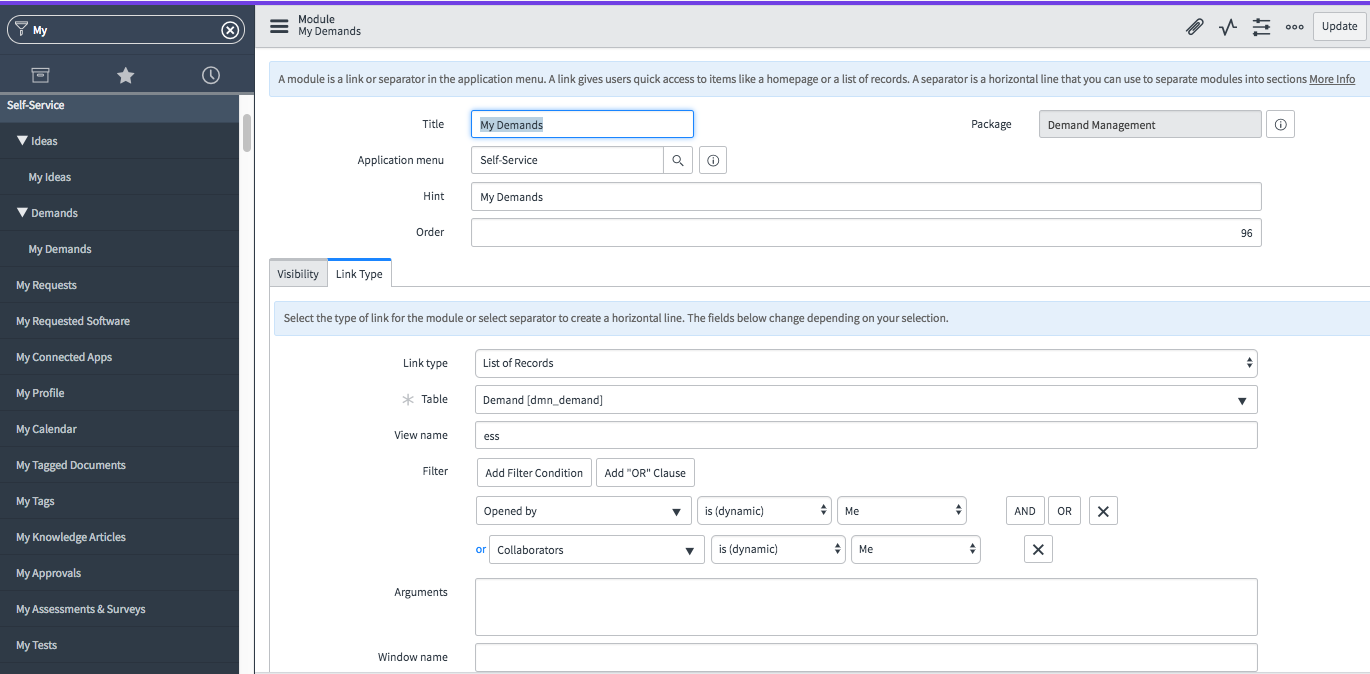 My
Self-Service
Ideas
My Ideas
Demands
My Demands
My Requests
My Requested Software
My Connected Apps
My Profile
My Calendar
My Tagged Documents
My Tags
My Knowledge Articles
My Approvals
My Assessments & Surveys
My Tests
Module
My Demands
Update
A module is a link or separator in the application menu. A link gives users quick access to items like a homepage or a list of records. A separator is a horizontal line that you can use to separate modules into sections More Info
Title My Demands Package Demand Management
Application menu Self-Service
Hint My Demands
Order 96
Visibility Link Type
Select the type of link for the module or select separator to create a horizontal line. The fields below change depending on your selection.
Link type List of Records
Table Demand [dmn_demand]
View name ess
Filter Add Filter Condition Add "OR" Clause
Opened by is (dynamic) Me AND OR
or Collaborators is (dynamic) Me
Arguments
Window name